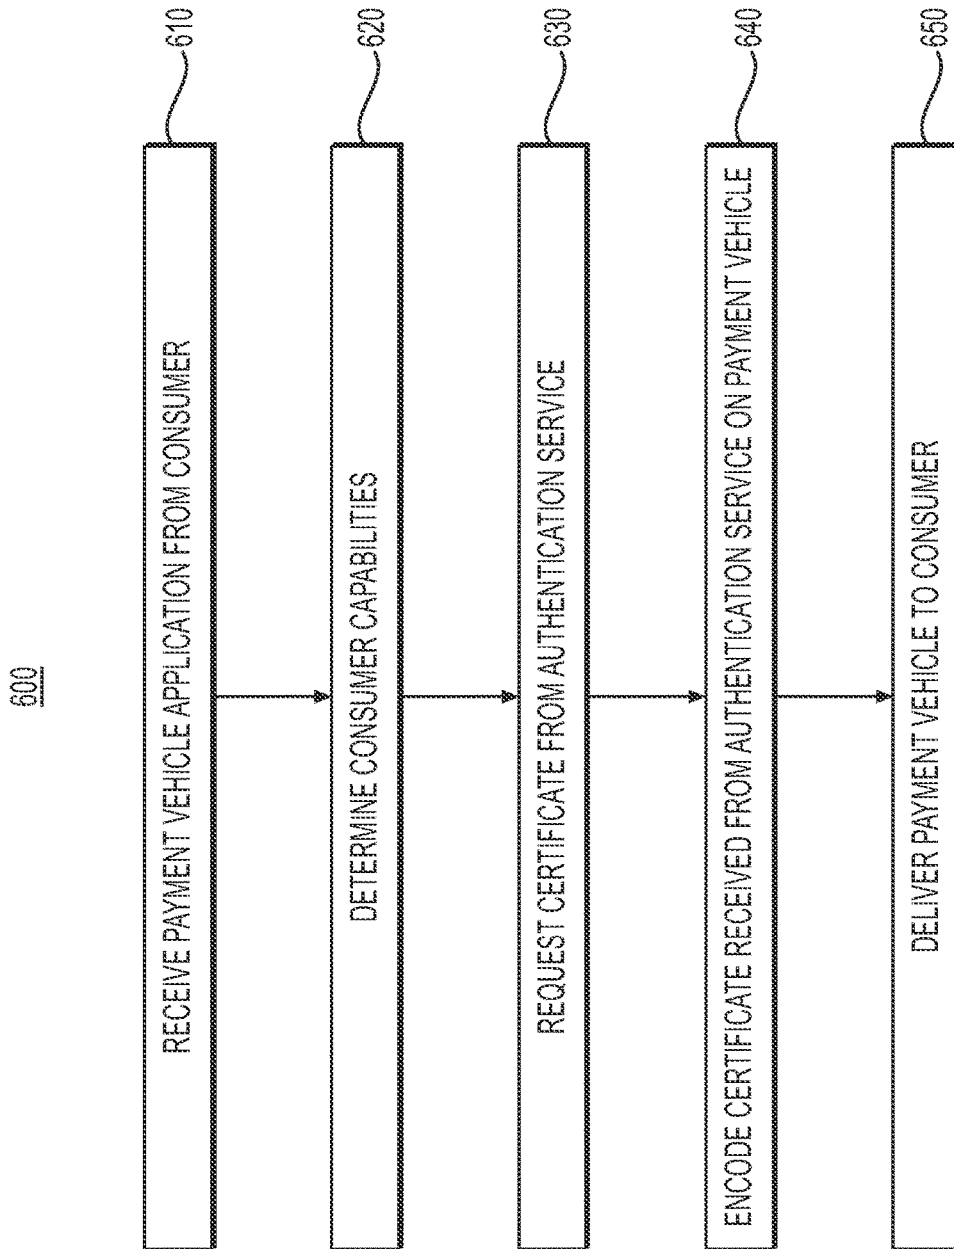 600
RECEIVE PAYMENT VEHICLE APPLICATION FROM CONSUMER
610
DETERMINE CONSUMER CAPABILITIES
620
REQUEST CERTIFICATE FROM AUTHENTICATION SERVICE
630
ENCODE CERTIFICATE RECEIVED FROM AUTHENTICATION SERVICE ON PAYMENT VEHICLE
640
DELIVER PAYMENT VEHICLE TO CONSUMER
650